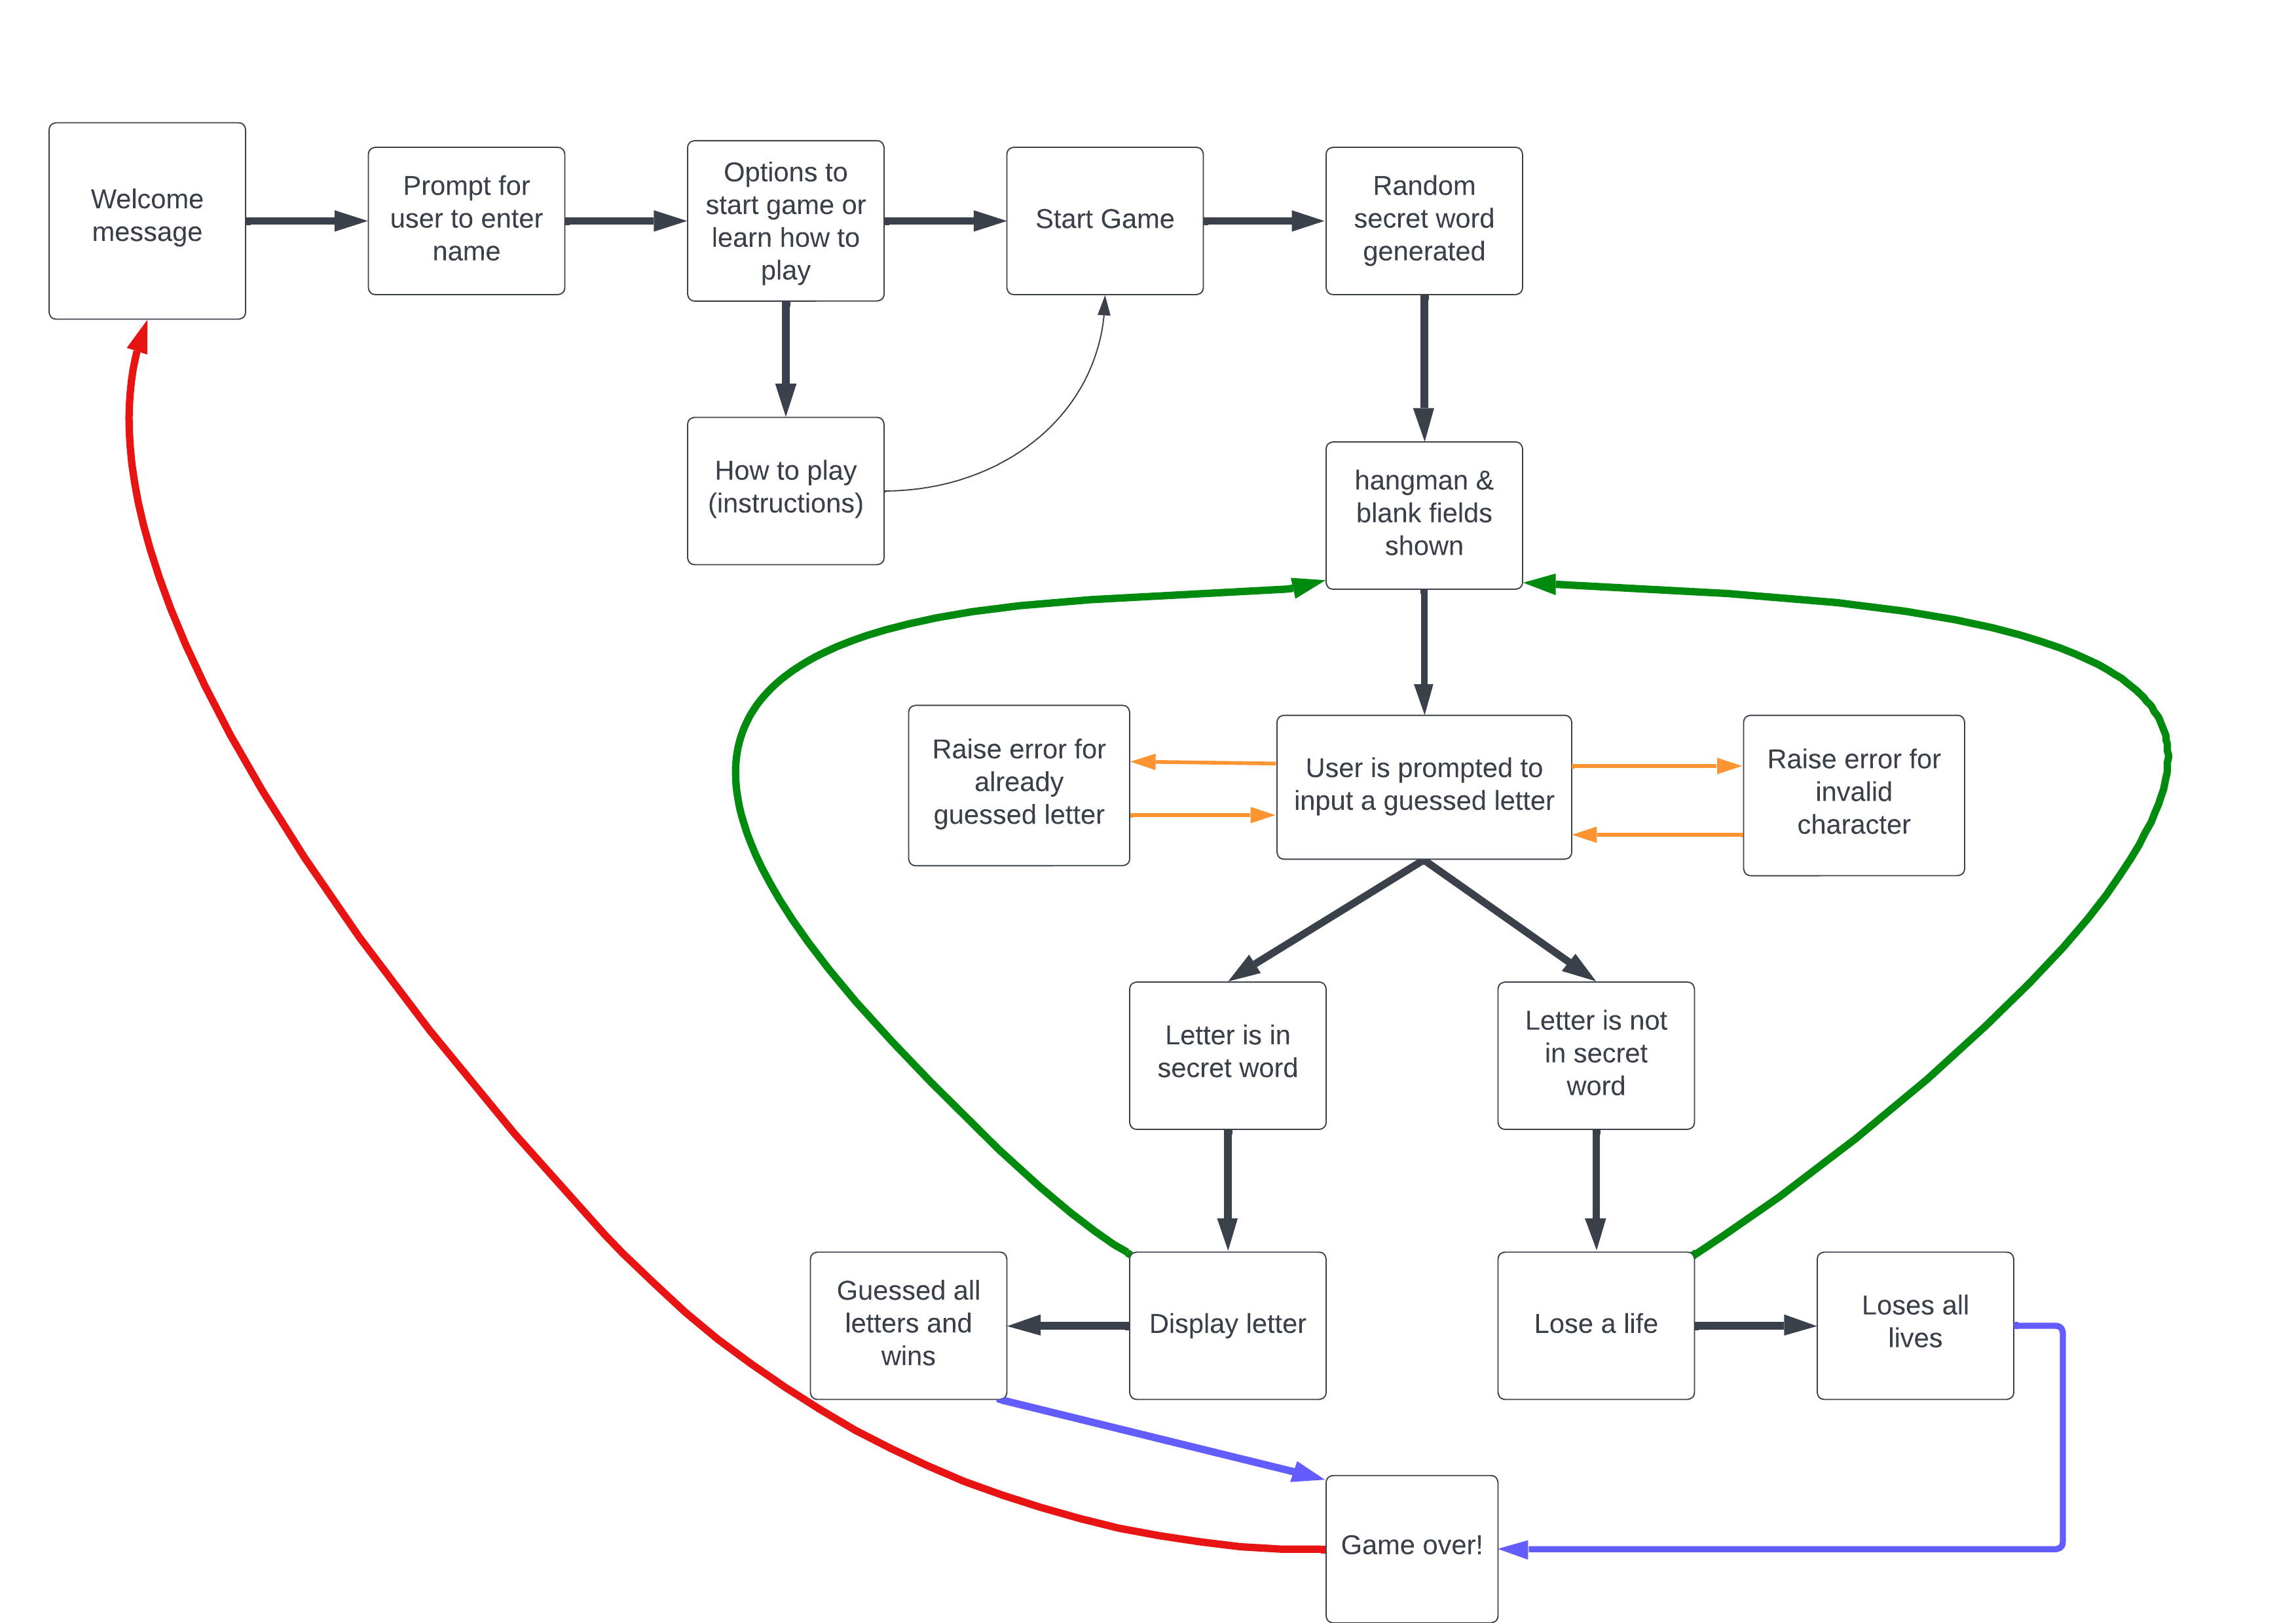 Welcome
message
Prompt for
user to enter
name
Options to
start game or
learn how to
play
Start Game
Random
secret word
generated
How to play
(instructions)
hangman &
blank fields
shown
Raise error for
already
guessed letter
User is prompted to
input a guessed letter
Raise error for
invalid
character
Letter is in
secret word
Letter is not
in secret
word
Guessed all
letters and
wins
Display letter
Lose a life
Loses all
lives
Game over!